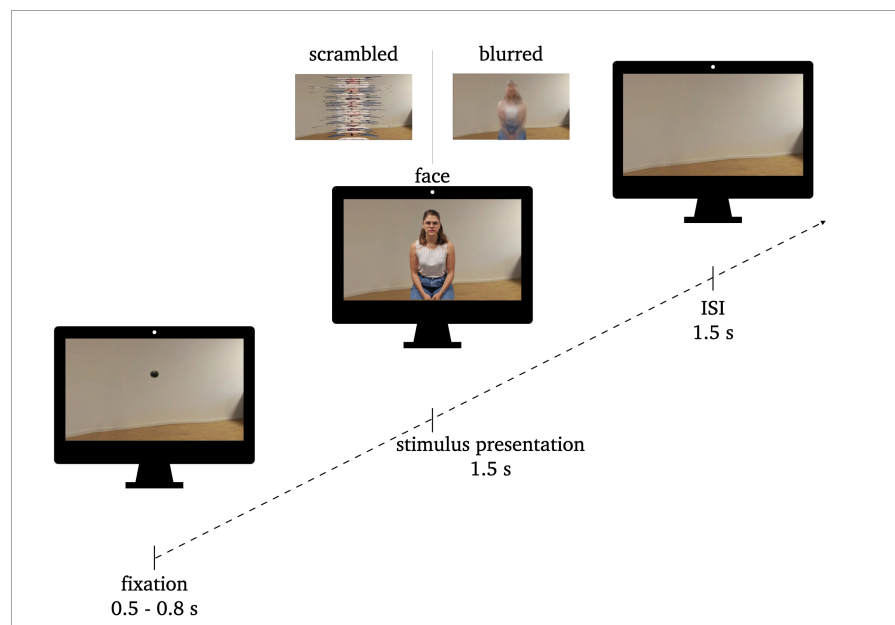 scrambled
blurred
face
ISI
1.5 s
stimulus presentation
1.5 s
fixation
0.5 - 0.8 s